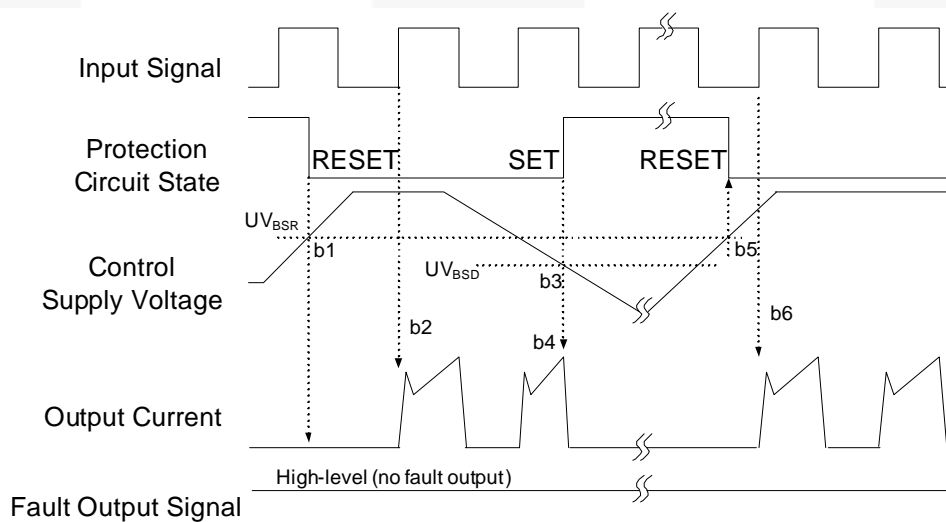 Input Signal
Protection
Circuit State
RESET
SET
RESET
UVBSR
b1
b5
Control
Supply Voltage
UVBSD
b3
b2
b4
b6
Output Current
High-level (no fault output)
Fault Output Signal